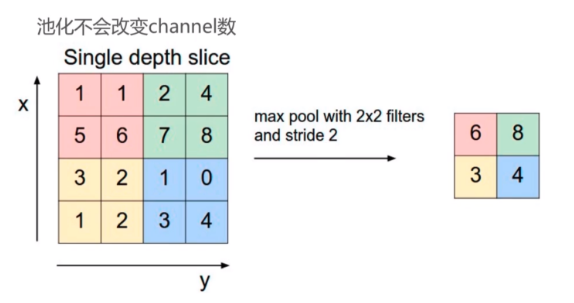 池化不会改变channel数
Single depth slice
x
1 1 2 4
5 6 7 8
3 2 1 0
1 2 3 4
y
max pool with 2x2 filters
and stride 2
6 8
3 4